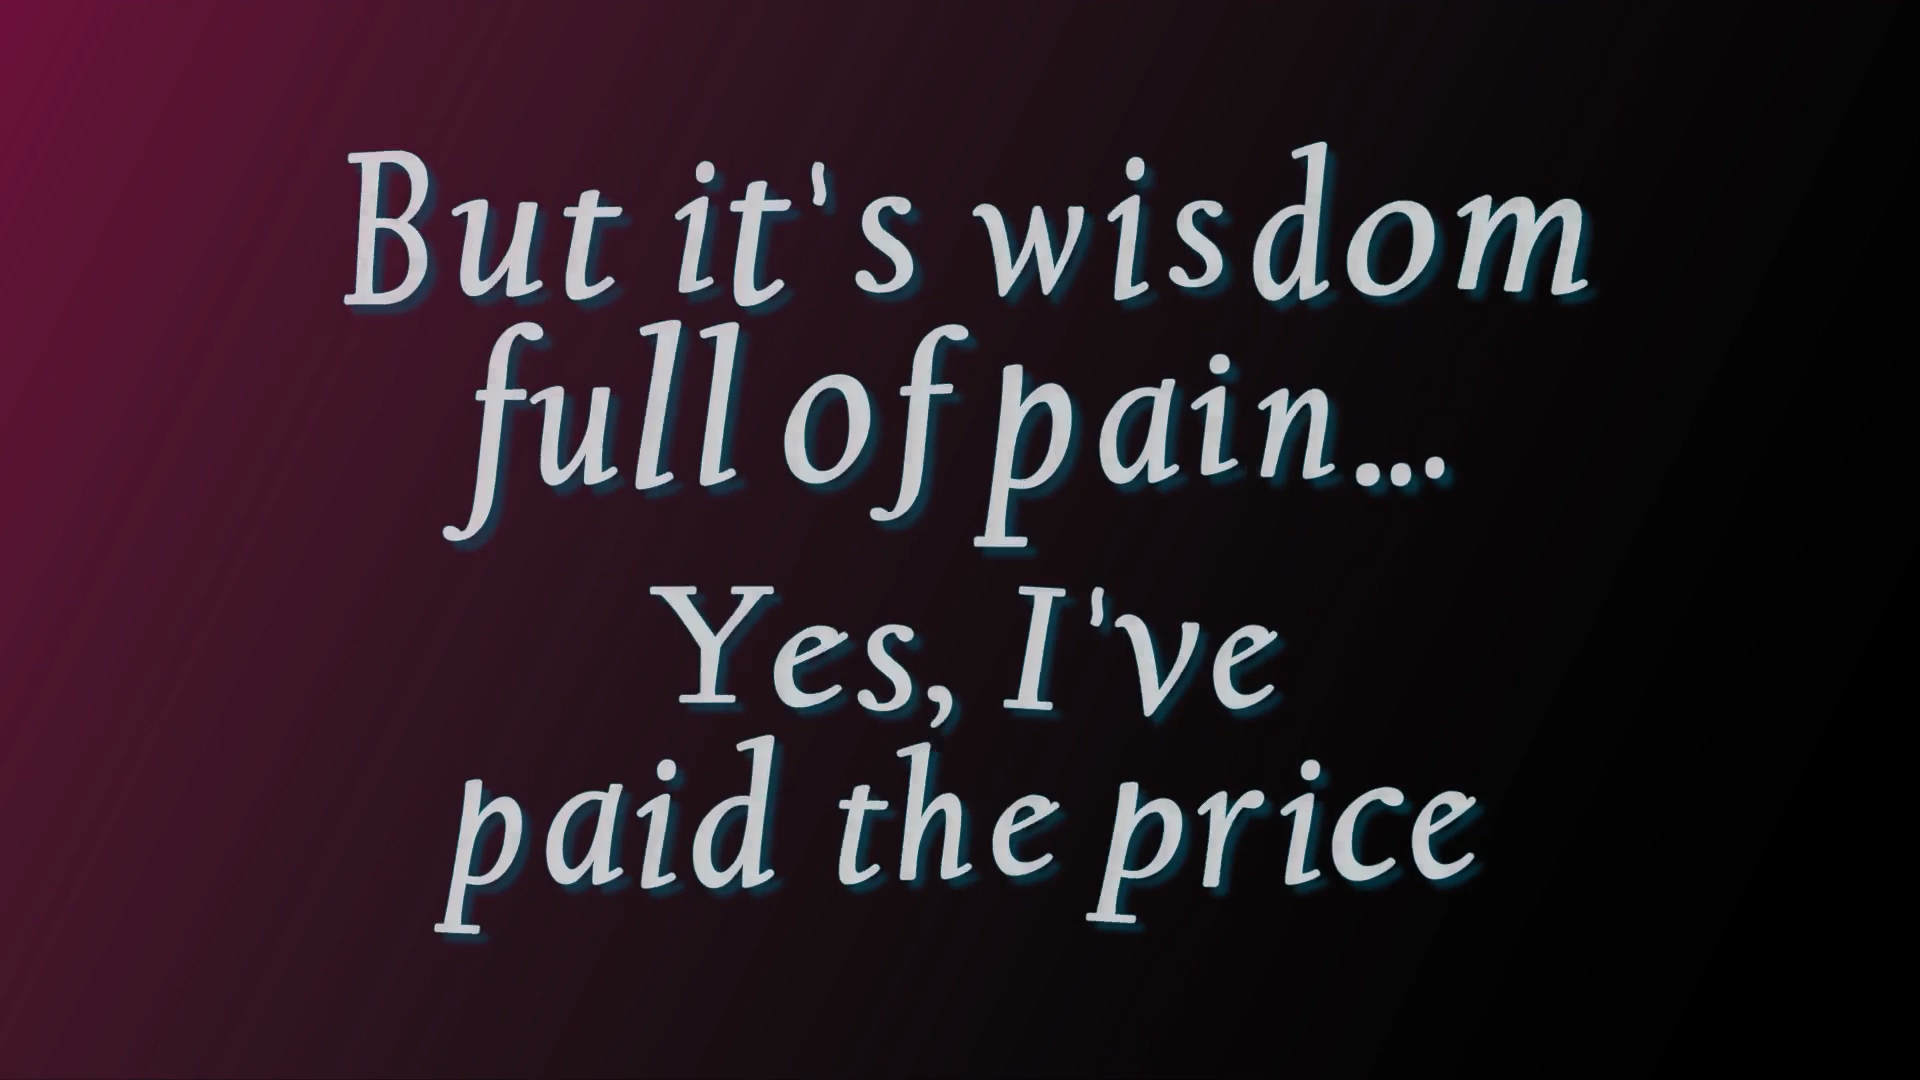 But it's wisdom
full of pain...
Yes, I've
paid the price